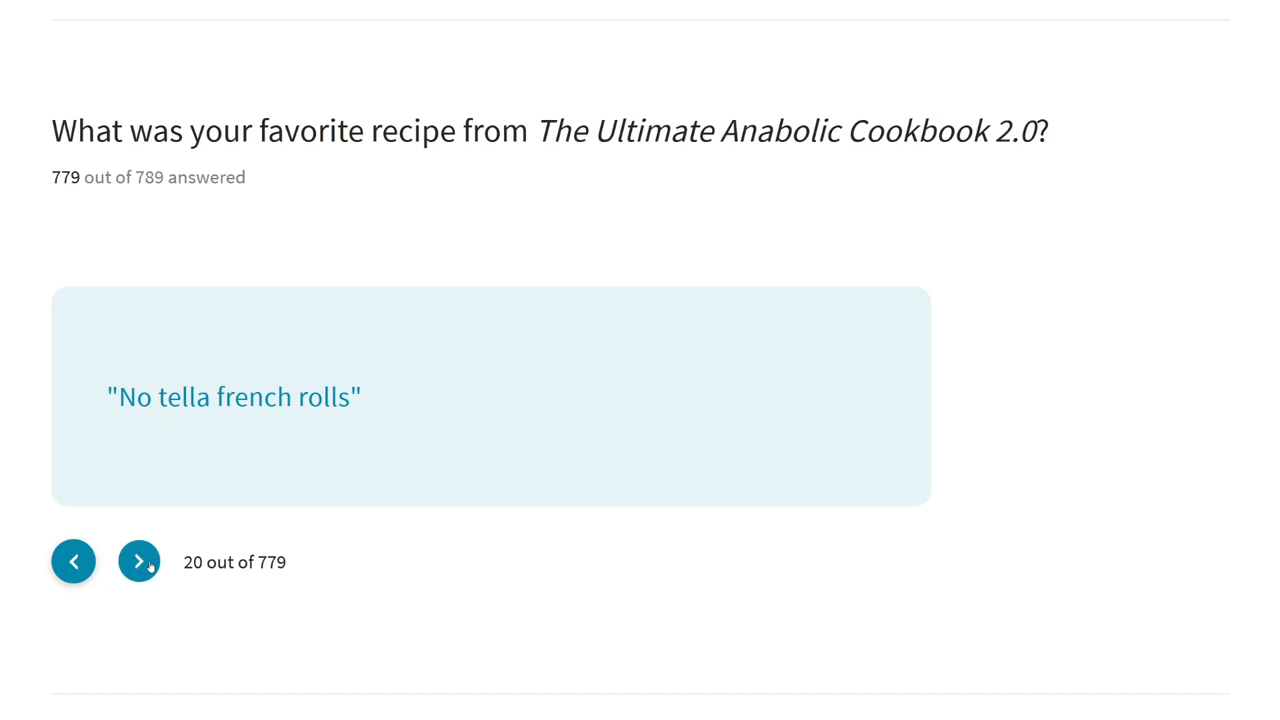 What was your favorite recipe from The Ultimate Anabolic Cookbook 2.0?
779 out of 789 answered
"No tella french rolls"
20 out of 779